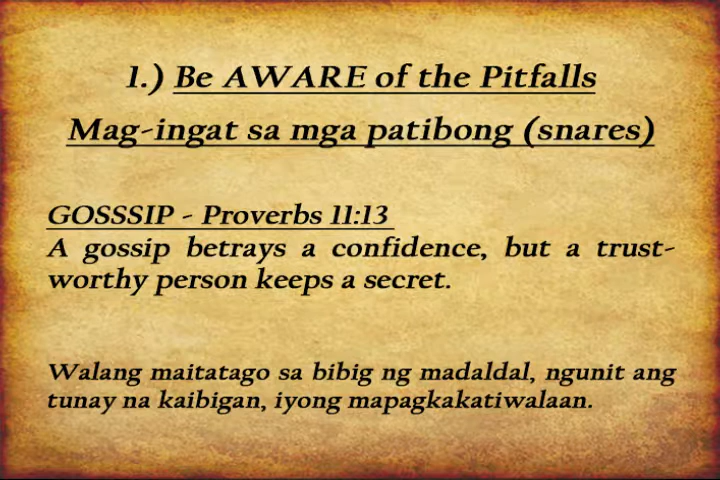 1.) Be AWARE of the Pitfalls
Mag-ingat sa mga patibong (snares)
GOSSSIP - Proverbs 11:13
A gossip betrays a confidence, but a trust-
worthy person keeps a secret.
Walang maitatago sa bibig ng madaldal, ngunit ang
tunay na kaibigan, iyong mapagkakatiwalaan.